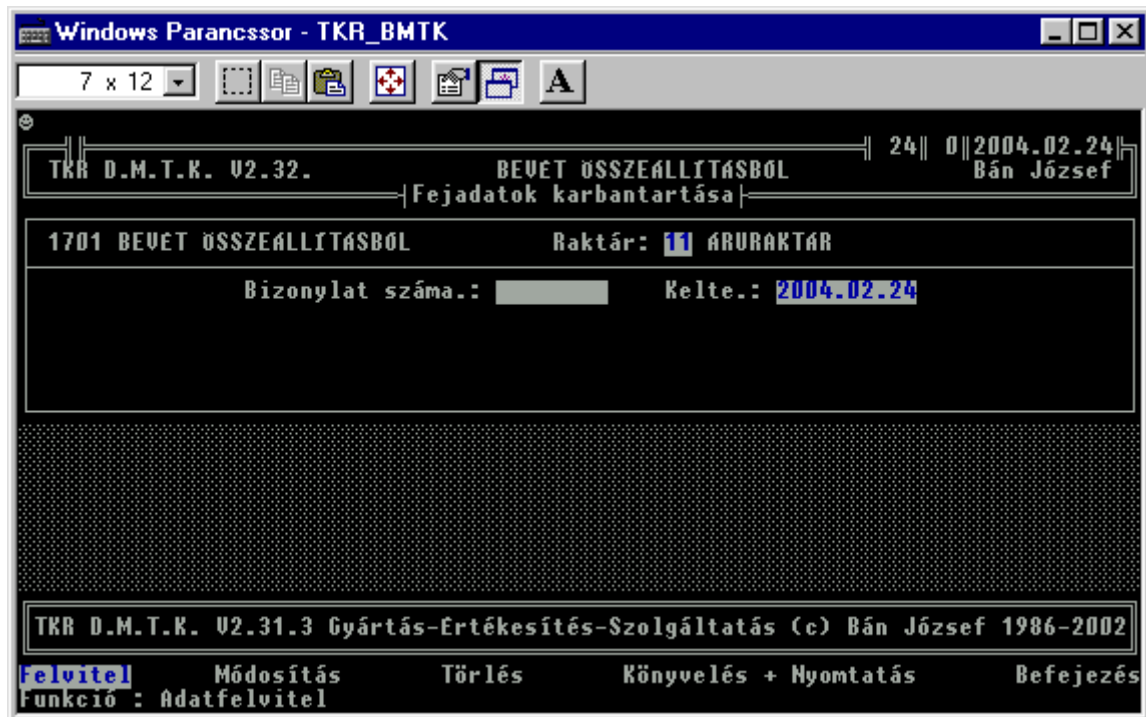 Windows Parancssor - TKR_BMTK
7 x 12
A
24 0 2004.02.24
TKR D.M.T.K. V2.32. BEVÉT ÖSSZEÁLLÍTÁSBÓL Bán József
Fejadatok karbantartása
1701 BEVÉT ÖSSZEÁLLÍTÁSBÓL Raktár: 11 ÁRURAKTÁR
Bizonylat száma.: Kelte.: 2004.02.24
TKR D.M.T.K. V2.31.3 Gyártás-Értékesítés-Szolgáltatás (c) Bán József 1986-2002
Felvitel Módosítás Törlés Könyvelés + Nyomtatás Befejezés
Funkció : Adatfelvitel